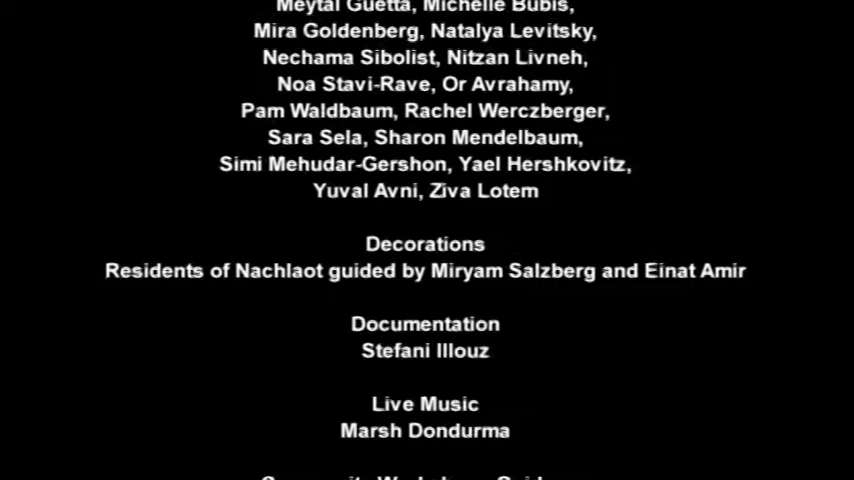 Meytal Guetta, Michelle Bubis,
Mira Goldenberg, Natalya Levitsky,
Nechama Sibolist, Nitzan Livneh,
Noa Stavi-Rave, Or Avrahamy,
Pam Waldbaum, Rachel Werczberger,
Sara Sela, Sharon Mendelbaum,
Simi Mehudar-Gershon, Yael Hershkovitz,
Yuval Avni, Ziva Lotem
Decorations
Residents of Nachlaot guided by Miryam Salzberg and Einat Amir
Documentation
Stefani Illouz
Live Music
Marsh Dondurma